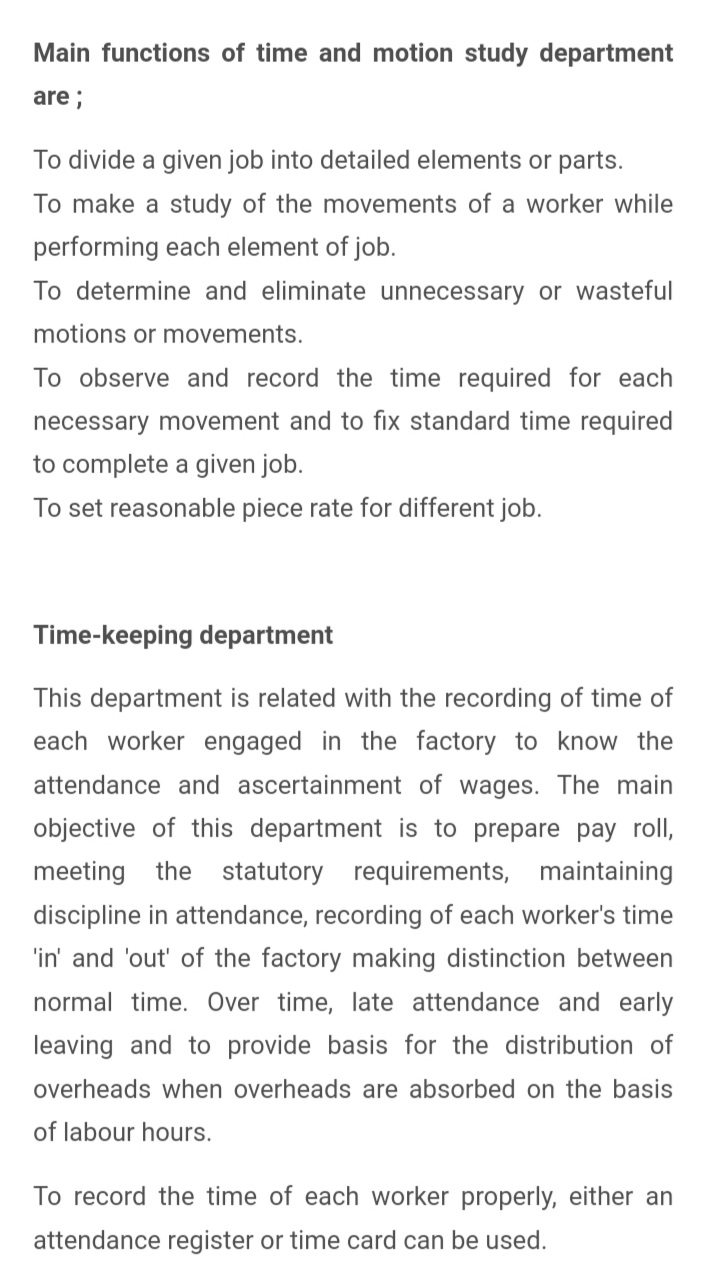 Main functions of time and motion study department
are ;
To divide a given job into detailed elements or parts.
To make a study of the movements of a worker while
performing each element of job.
To determine and eliminate unnecessary or wasteful
motions or movements.
To observe and record the time required for each
necessary movement and to fix standard time required
to complete a given job.
To set reasonable piece rate for different job.
Time-keeping department
This department is related with the recording of time of
each worker engaged in the factory to know the
attendance and ascertainment of wages. The main
objective of this department is to prepare pay roll,
meeting the statutory requirements, maintaining
discipline in attendance, recording of each worker's time
'in' and 'out' of the factory making distinction between
normal time. Over time, late attendance and early
leaving and to provide basis for the distribution of
overheads when overheads are absorbed on the basis
of labour hours.
To record the time of each worker properly, either an
attendance register or time card can be used.